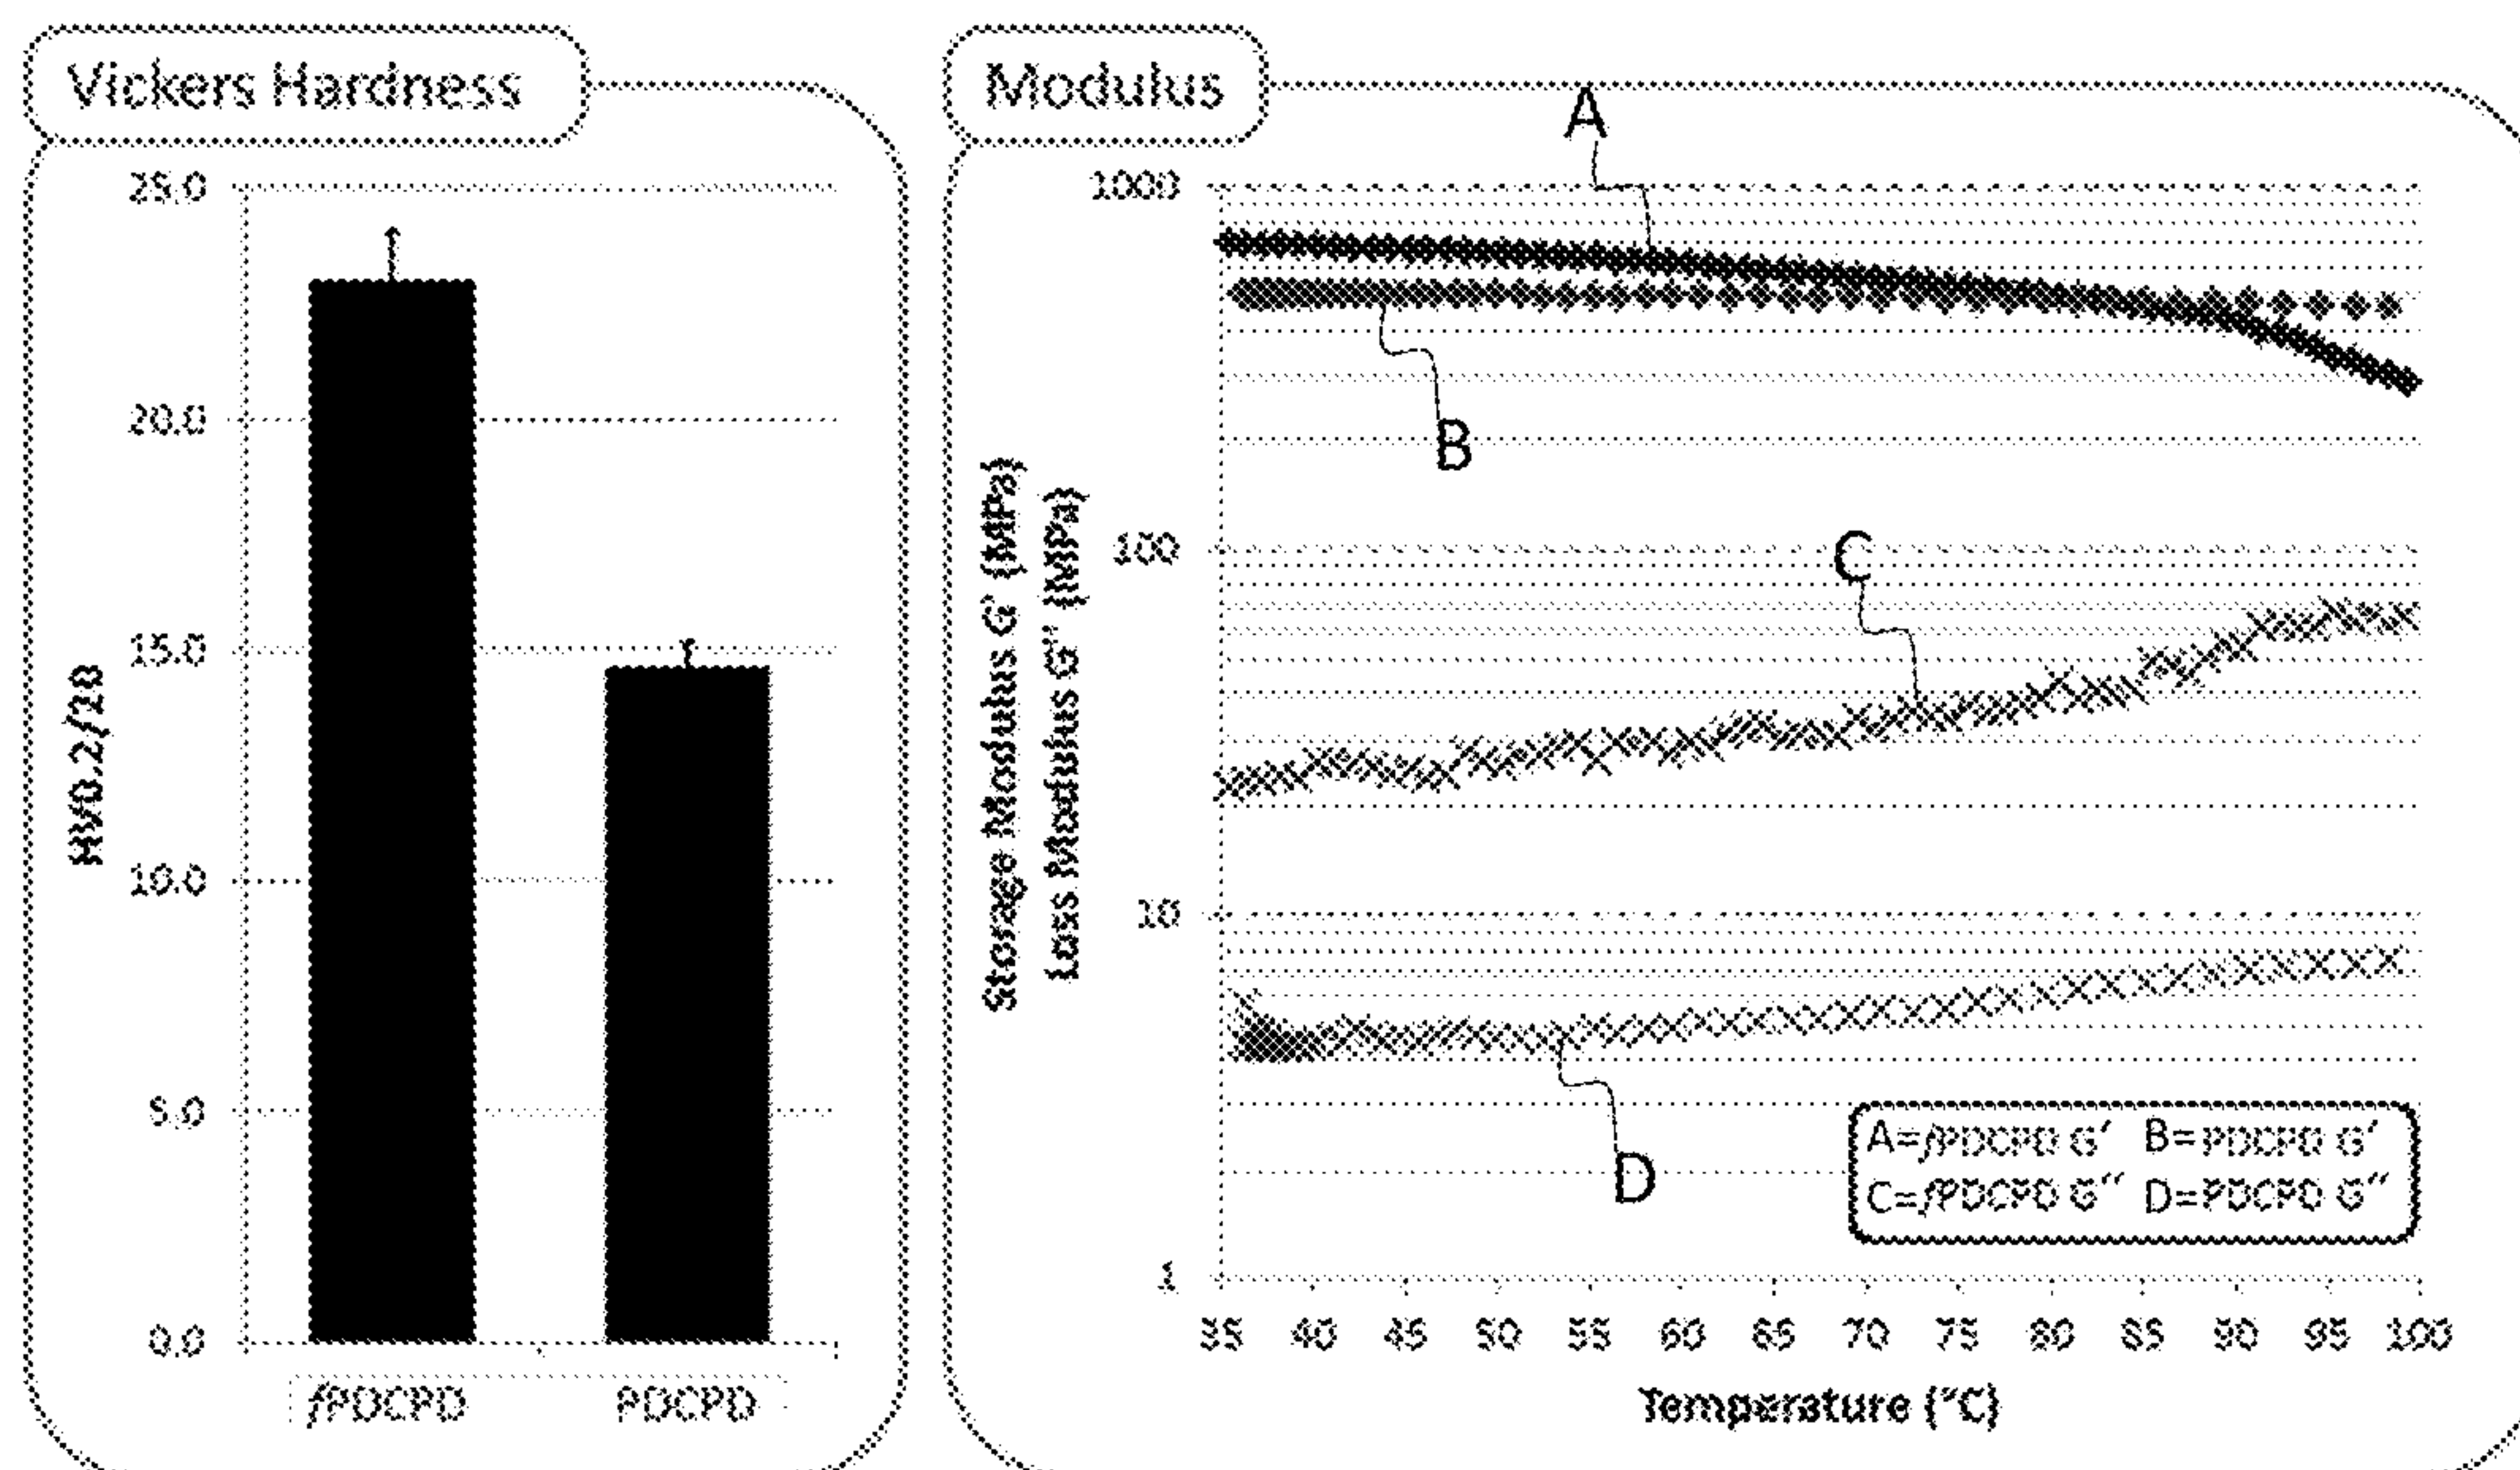 Vickers Hardness
25.0
20.0
15.0
10.0
5.0
0.0
HV0.2/20
fPDCPD PDCPD
Modulus
A
B
C
D
1000
100
10
1
Storage Modulus G' (MPa)
Loss Modulus G" (MPa)
A=fPDCPD G' B=PDCPD G'
C=fPDCPD G" D=PDCPD G"
35 40 45 50 55 60 65 70 75 80 85 90 95 100
Temperature (°C)